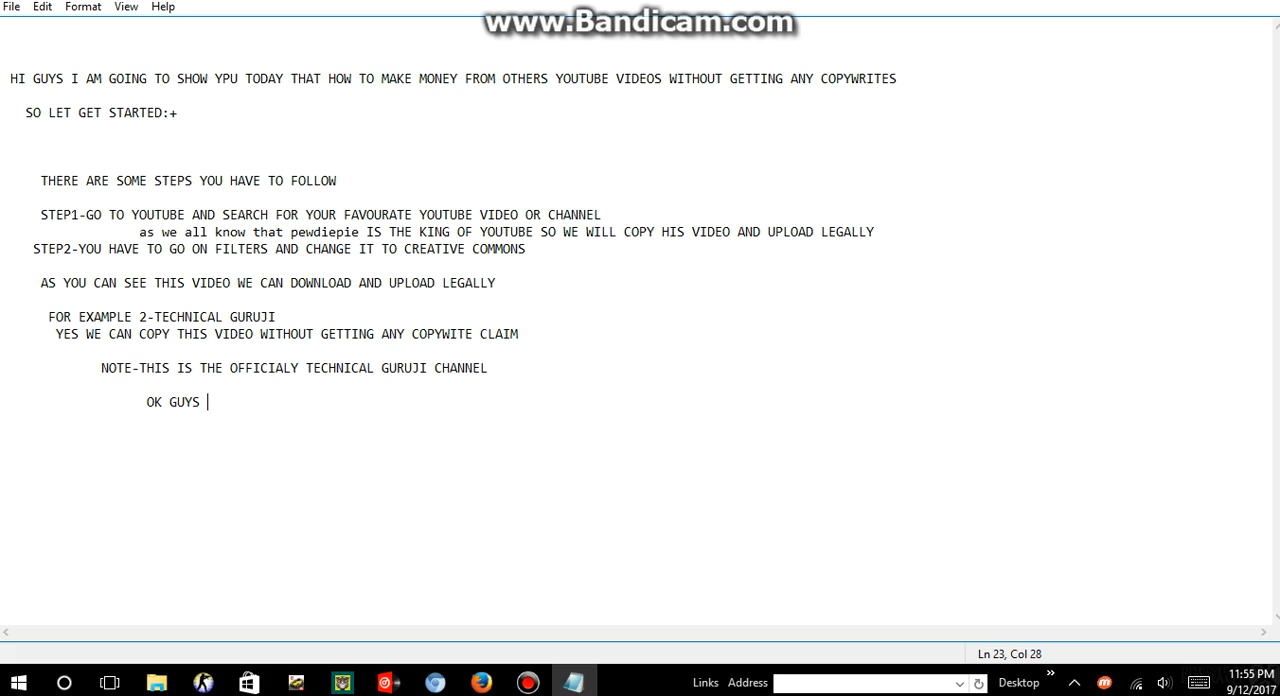 File Edit Format View Help
www.Bandicam.com
HI GUYS I AM GOING TO SHOW YPU TODAY THAT HOW TO MAKE MONEY FROM OTHERS YOUTUBE VIDEOS WITHOUT GETTING ANY COPYWRITES
SO LET GET STARTED:+
THERE ARE SOME STEPS YOU HAVE TO FOLLOW
STEP1-GO TO YOUTUBE AND SEARCH FOR YOUR FAVOURATE YOUTUBE VIDEO OR CHANNEL
as we all know that pewdiepie IS THE KING OF YOUTUBE SO WE WILL COPY HIS VIDEO AND UPLOAD LEGALLY
STEP2-YOU HAVE TO GO ON FILTERS AND CHANGE IT TO CREATIVE COMMONS
AS YOU CAN SEE THIS VIDEO WE CAN DOWNLOAD AND UPLOAD LEGALLY
FOR EXAMPLE 2-TECHNICAL GURUJI
YES WE CAN COPY THIS VIDEO WITHOUT GETTING ANY COPYWITE CLAIM
NOTE-THIS IS THE OFFICIALY TECHNICAL GURUJI CHANNEL
OK GUYS
Ln 23, Col 28
Links Address Desktop 11:55 PM
9/12/2017